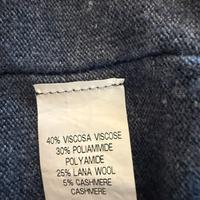 40% VISCOSA VISCOSE
30% POLIAMMIDE
POLYAMIDE
25% LANA WOOL
5% CASHMERE
CASHMERE